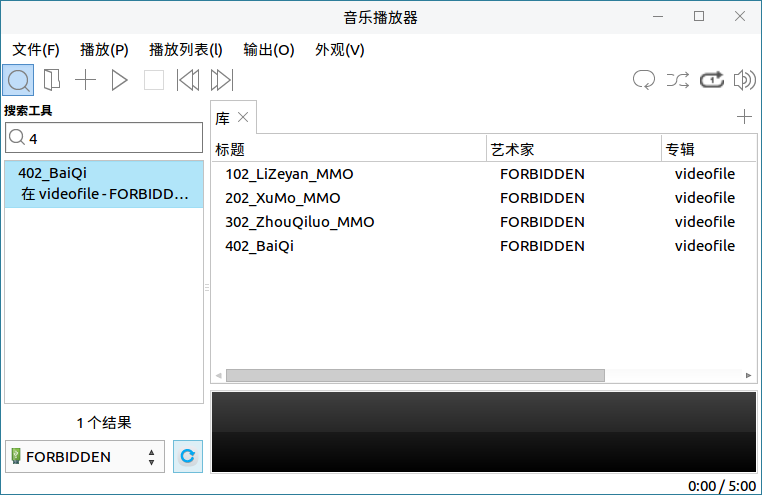 音乐播放器
文件(F) 播放(P) 播放列表(l) 输出(O) 外观(V)
1
搜索工具
4
402_BaiQi
在 videofile - FORBIDD…
1 个结果
FORBIDDEN
库
标题 艺术家 专辑
102_LiZeyan_MMO FORBIDDEN videofile
202_XuMo_MMO FORBIDDEN videofile
302_ZhouQiluo_MMO FORBIDDEN videofile
402_BaiQi FORBIDDEN videofile
0:00 / 5:00